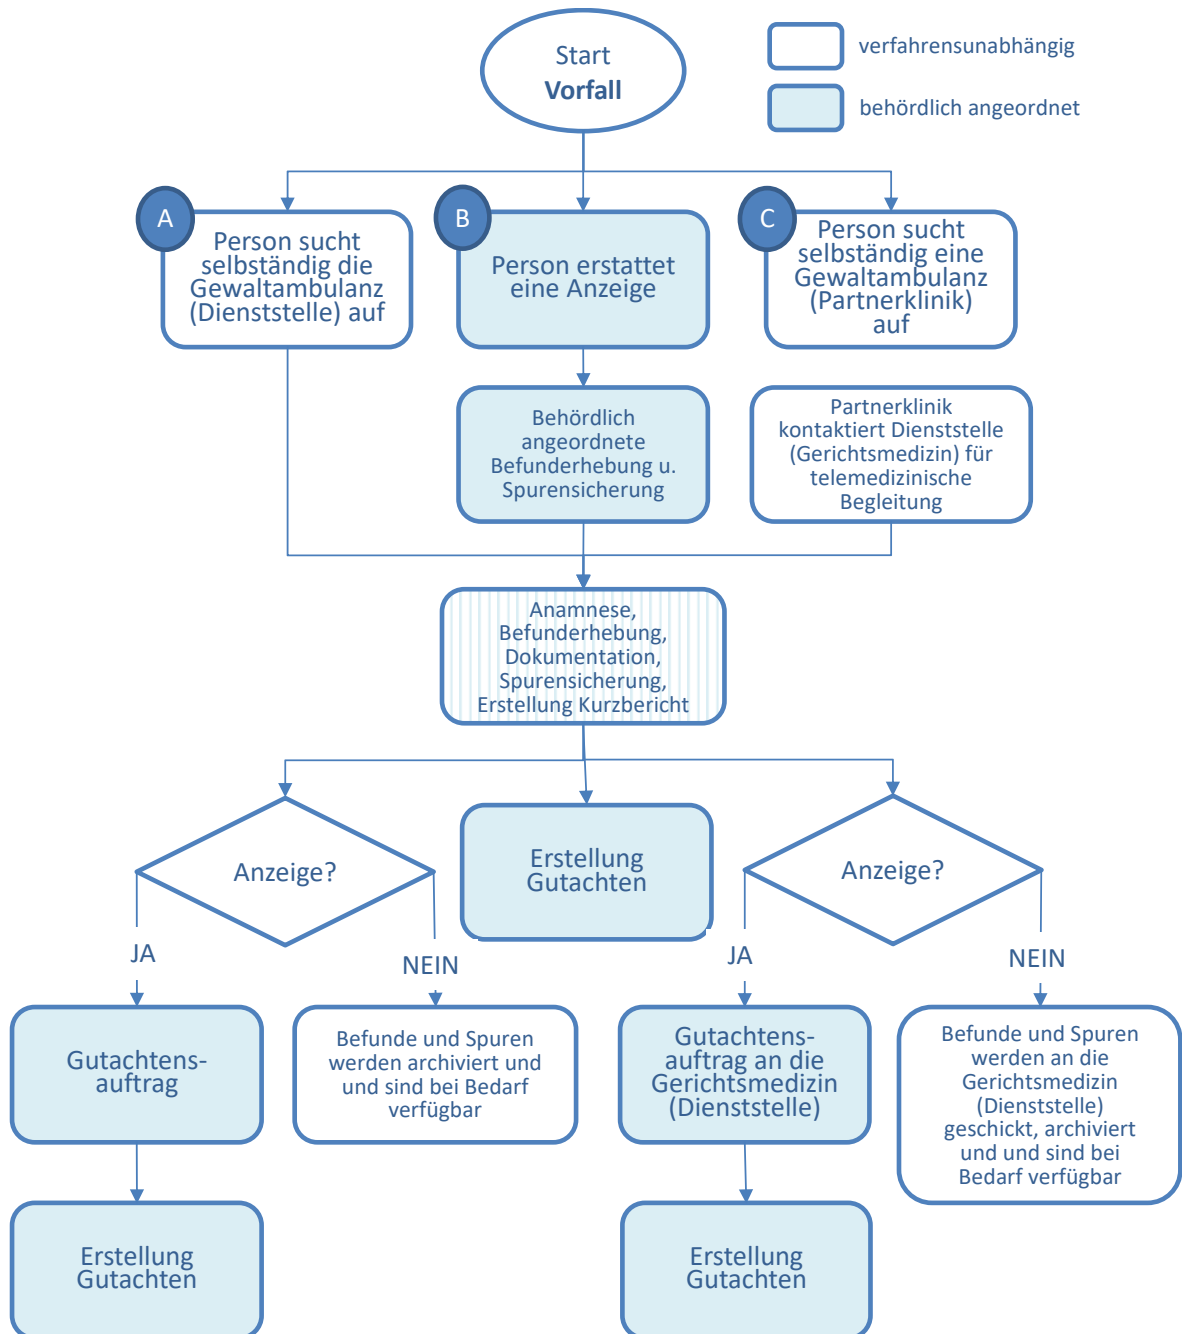 Start
Vorfall
verfahrensunabhängig
behördlich angeordnet
A
Person sucht
selbständig die
Gewaltambulanz
(Dienststelle) auf
B
Person erstattet
eine Anzeige
C
Person sucht
selbständig eine
Gewaltambulanz
(Partnerklinik)
auf
Behördlich
angeordnete
Befunderhebung u.
Spurensicherung
Partnerklinik
kontaktiert Dienststelle
(Gerichtsmedizin) für
telemedizinische
Begleitung
Anamnese,
Befunderhebung,
Dokumentation,
Spurensicherung,
Erstellung Kurzbericht
Anzeige?
Erstellung
Gutachten
Anzeige?
JA
NEIN
JA
NEIN
Gutachtens-
auftrag
Befunde und Spuren
werden archiviert und
und sind bei Bedarf
verfügbar
Gutachtens-
auftrag an die
Gerichtsmedizin
(Dienststelle)
Befunde und Spuren
werden an die
Gerichtsmedizin
(Dienststelle)
geschickt, archiviert
und und sind bei
Bedarf verfügbar
Erstellung
Gutachten
Erstellung
Gutachten